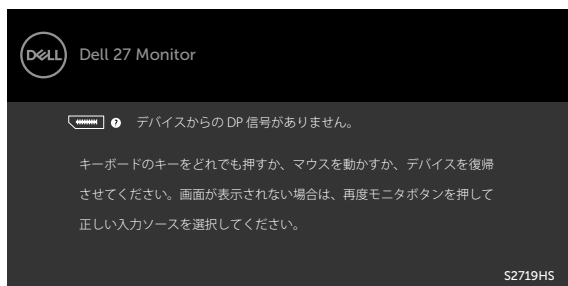 DELL
Dell 27 Monitor
? デバイスからの DP 信号がありません。
キーボードのキーをどれでも押すか、マウスを動かすか、デバイスを復帰
させてください。画面が表示されない場合は、再度モニタボタンを押して
正しい入力ソースを選択してください。
S2719HS